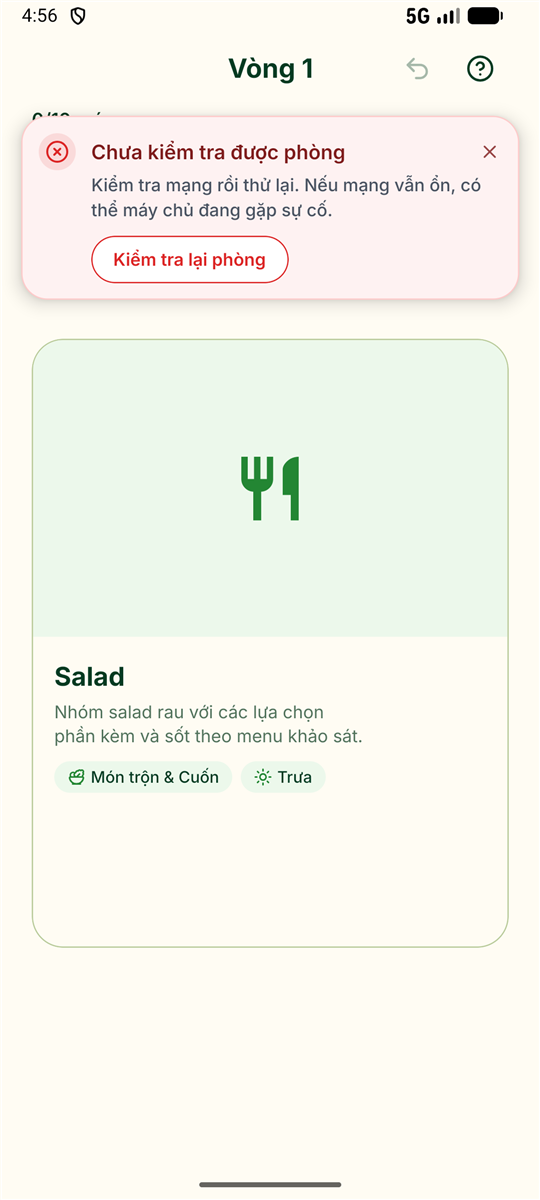 4:56
5G
Vòng 1
Chưa kiểm tra được phòng
Kiểm tra mạng rồi thử lại. Nếu mạng vẫn ổn, có
thể máy chủ đang gặp sự cố.
Kiểm tra lại phòng
Salad
Nhóm salad rau với các lựa chọn
phần kèm và sốt theo menu khảo sát.
Món trộn & Cuốn
Trưa